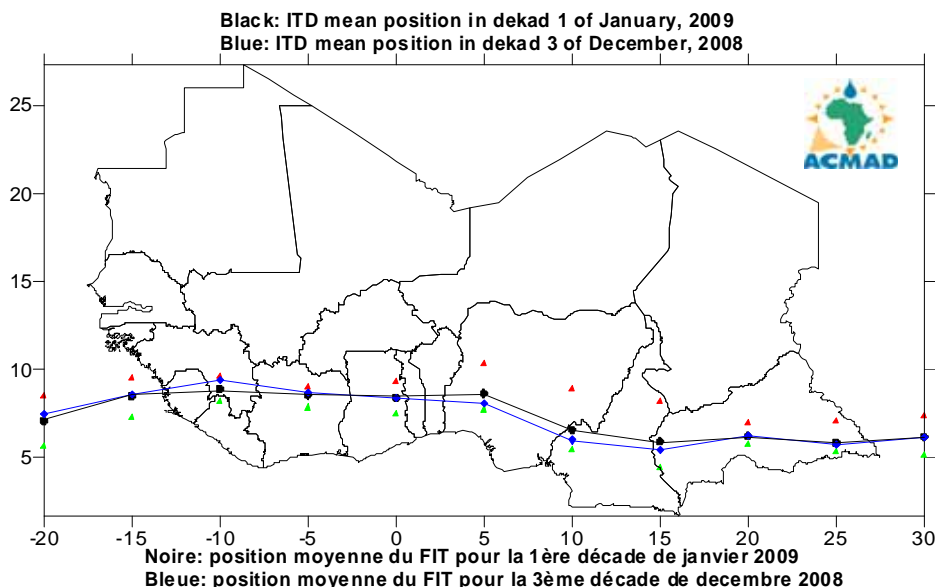 Black: ITD mean position in dekad 1 of January, 2009
Blue: ITD mean position in dekad 3 of December, 2008
ACMAD
25
20
15
10
5
-20 -15 -10 -5 0 5 10 15 20 25 30
Noire: position moyenne du FIT pour la 1ère décade de janvier 2009
Bleue: position moyenne du FIT pour la 3ème décade de decembre 2008